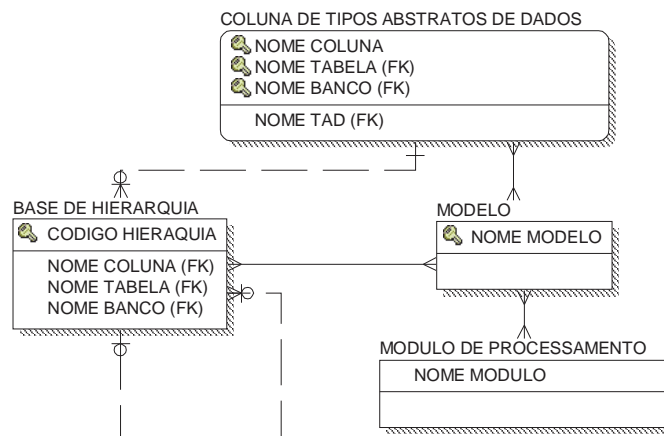 COLUNA DE TIPOS ABSTRATOS DE DADOS
NOME COLUNA
NOME TABELA (FK)
NOME BANCO (FK)
NOME TAD (FK)
BASE DE HIERARQUIA
CODIGO HIERAQUIA
NOME COLUNA (FK)
NOME TABELA (FK)
NOME BANCO (FK)
MODELO
NOME MODELO
MODULO DE PROCESSAMENTO
NOME MODULO